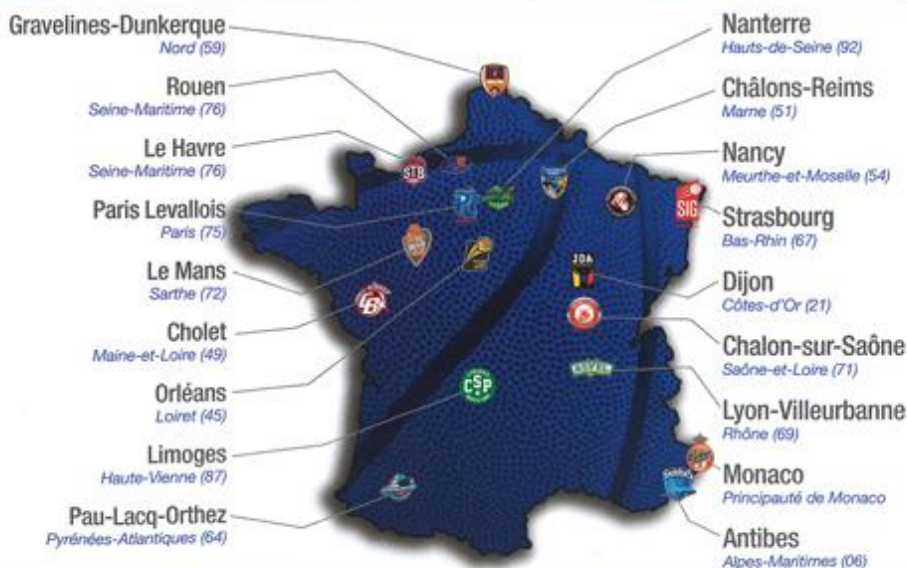 Gravelines-Dunkerque
Nord (59)
Rouen
Seine-Maritime (76)
Le Havre
Seine-Maritime (76)
Paris Levallois
Paris (75)
Le Mans
Sarthe (72)
Cholet
Maine-et-Loire (49)
Orléans
Loiret (45)
Limoges
Haute-Vienne (87)
Pau-Lacq-Orthez
Pyrénées-Atlantiques (64)
STB
JDA
CSP
SIG
Nanterre
Hauts-de-Seine (92)
Châlons-Reims
Marne (51)
Nancy
Meurthe-et-Moselle (54)
Strasbourg
Bas-Rhin (67)
Dijon
Côtes-d'Or (21)
Chalon-sur-Saône
Saône-et-Loire (71)
Lyon-Villeurbanne
Rhône (69)
Monaco
Principauté de Monaco
Antibes
Alpes-Maritimes (06)